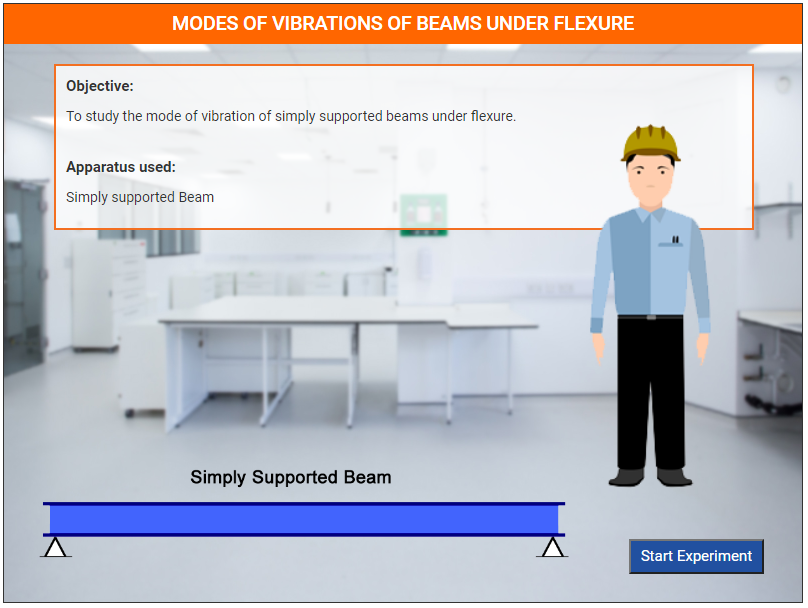 MODES OF VIBRATIONS OF BEAMS UNDER FLEXURE
Objective:
To study the mode of vibration of simply supported beams under flexure.
Apparatus used:
Simply supported Beam
Simply Supported Beam
Start Experiment